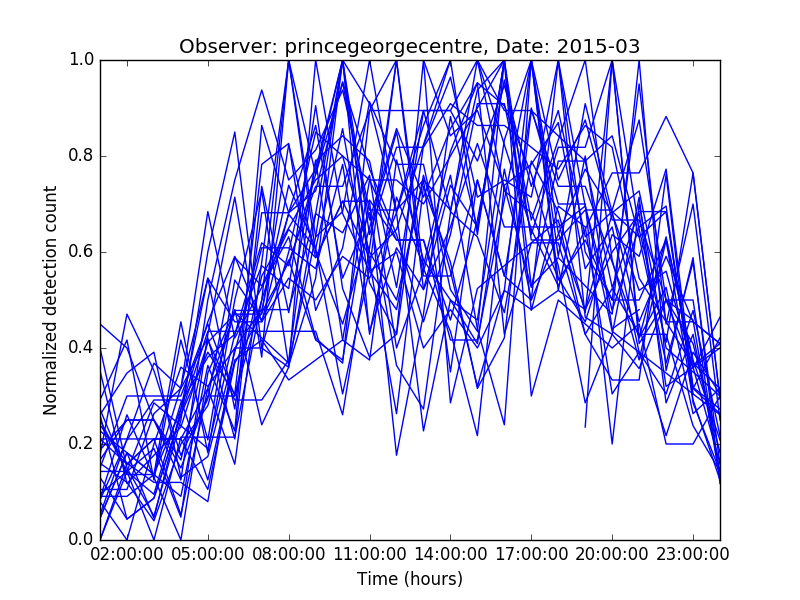 Observer: princegeorgecentre, Date: 2015-03
Normalized detection count
1.0
0.8
0.6
0.4
0.2
0.0
02:00:00 05:00:00 08:00:00 11:00:00 14:00:00 17:00:00 20:00:00 23:00:00
Time (hours)